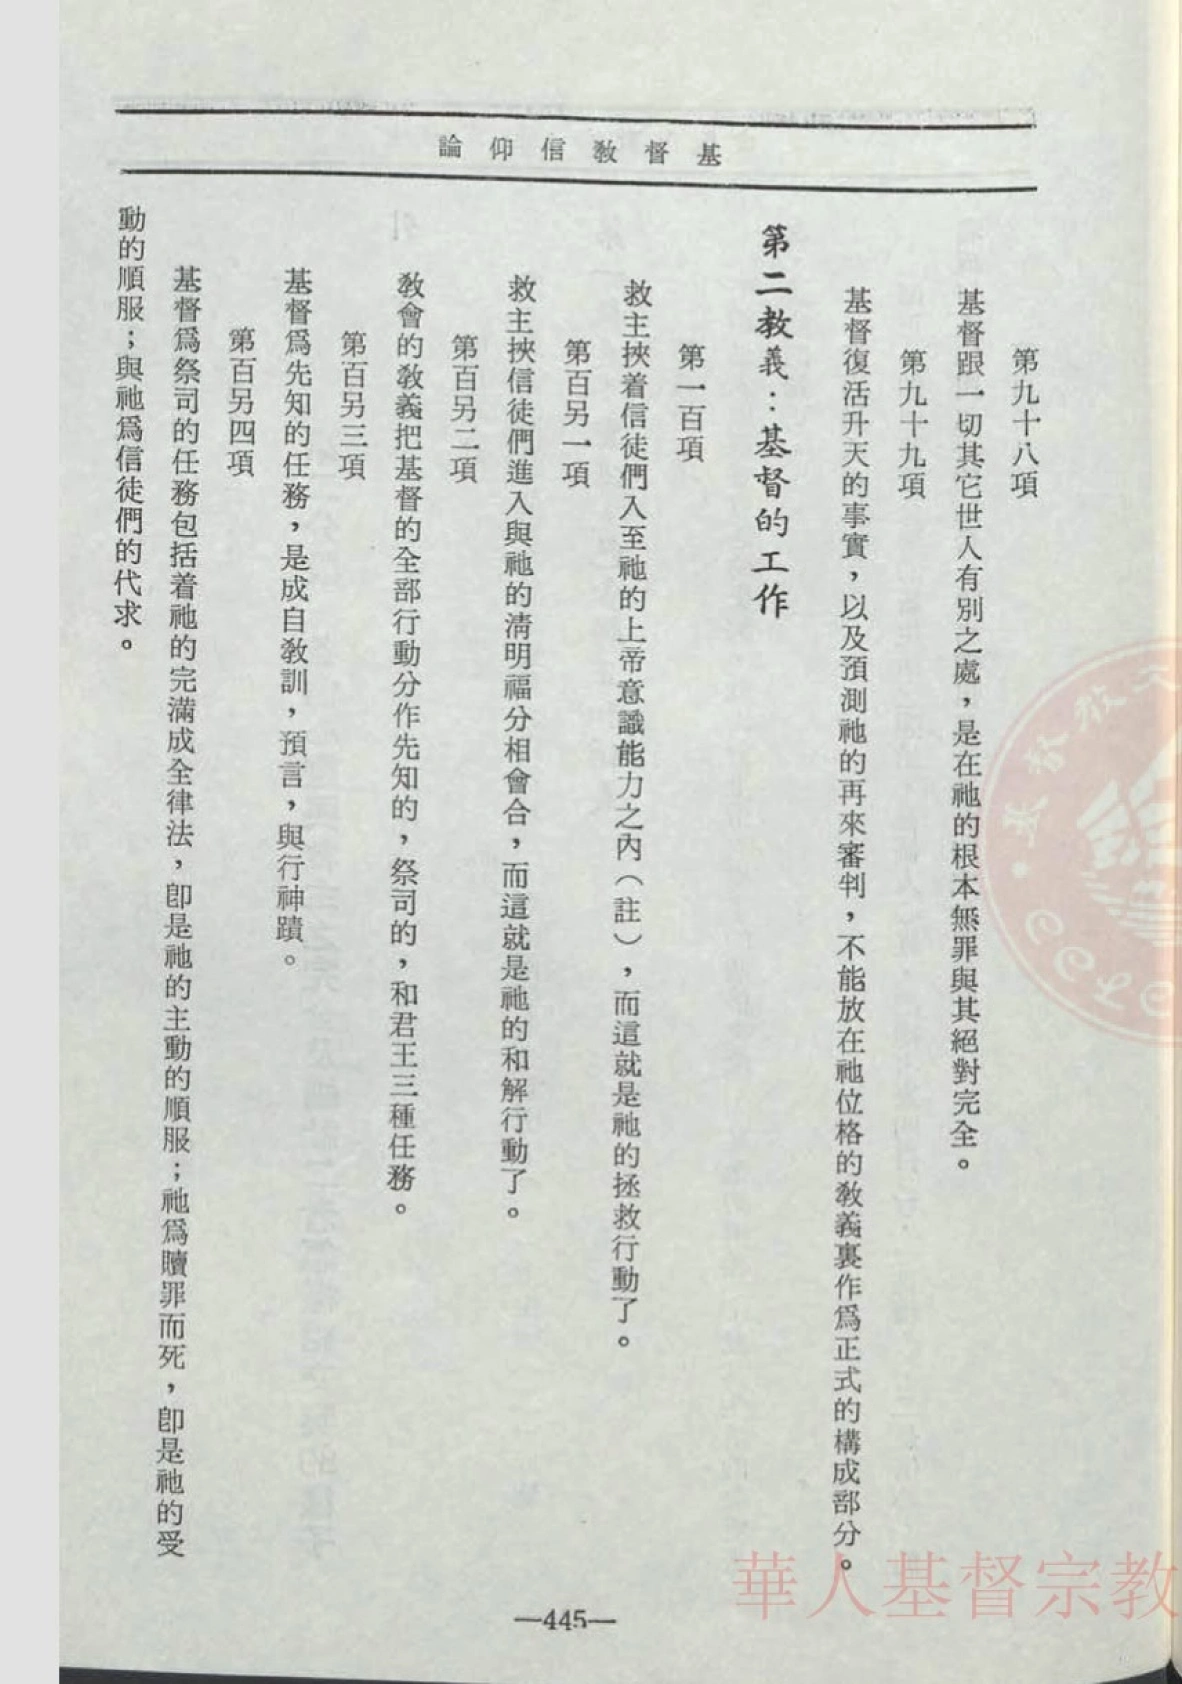 基督教信仰論
第九十八項
基督跟一切其它世人有別之處，是在祂的根本無罪與其絕對完全。
第九十九項
基督復活升天的事實，以及預測祂的再來審判，不能放在祂位格的教義裏作爲正式的構成部分。
第二教義：基督的工作
第一百項
救主挾着信徒們入至祂的上帝意識能力之內（註），而這就是祂的拯救行動了。
第百另一項
救主挾信徒們進入與祂的清明福分相會合，而這就是祂的和解行動了。
第百另二項
教會的教義把基督的全部行動分作先知的，祭司的，和君王三種任務。
第百另三項
基督爲先知的任務，是成自教訓，預言，與行神蹟。
第百另四項
基督爲祭司的任務包括着祂的完滿成全律法，卽是祂的主動的順服；祂爲贖罪而死，卽是祂的受
動的順服；與祂爲信徒們的代求。
—445—
華人基督宗教